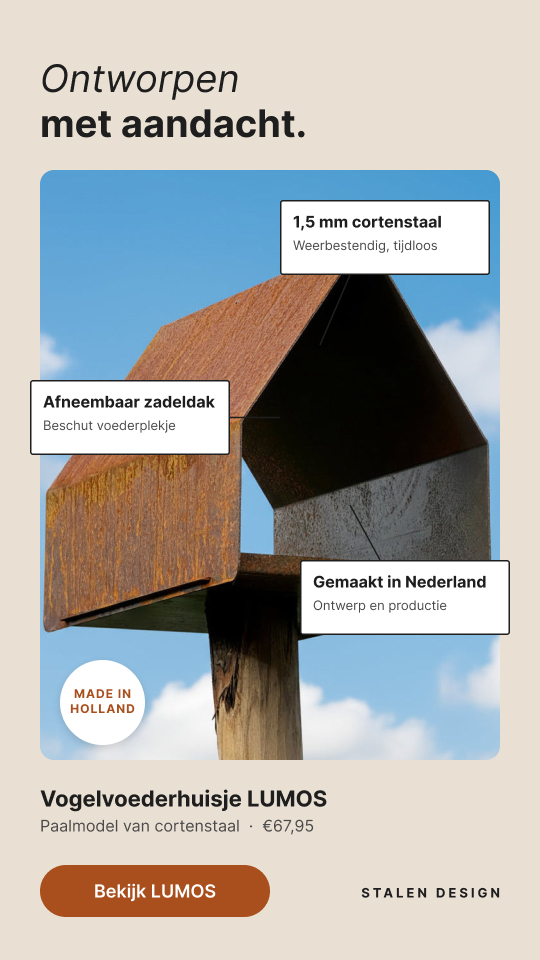 Ontworpen
met aandacht.
1,5 mm cortenstaal
Weerbestendig, tijdloos
Afneembaar zadeldak
Beschut voederplekje
Gemaakt in Nederland
Ontwerp en productie
MADE IN
HOLLAND
Vogelvoederhuisje LUMOS
Paalmodel van cortenstaal · €67,95
Bekijk LUMOS
STALEN DESIGN